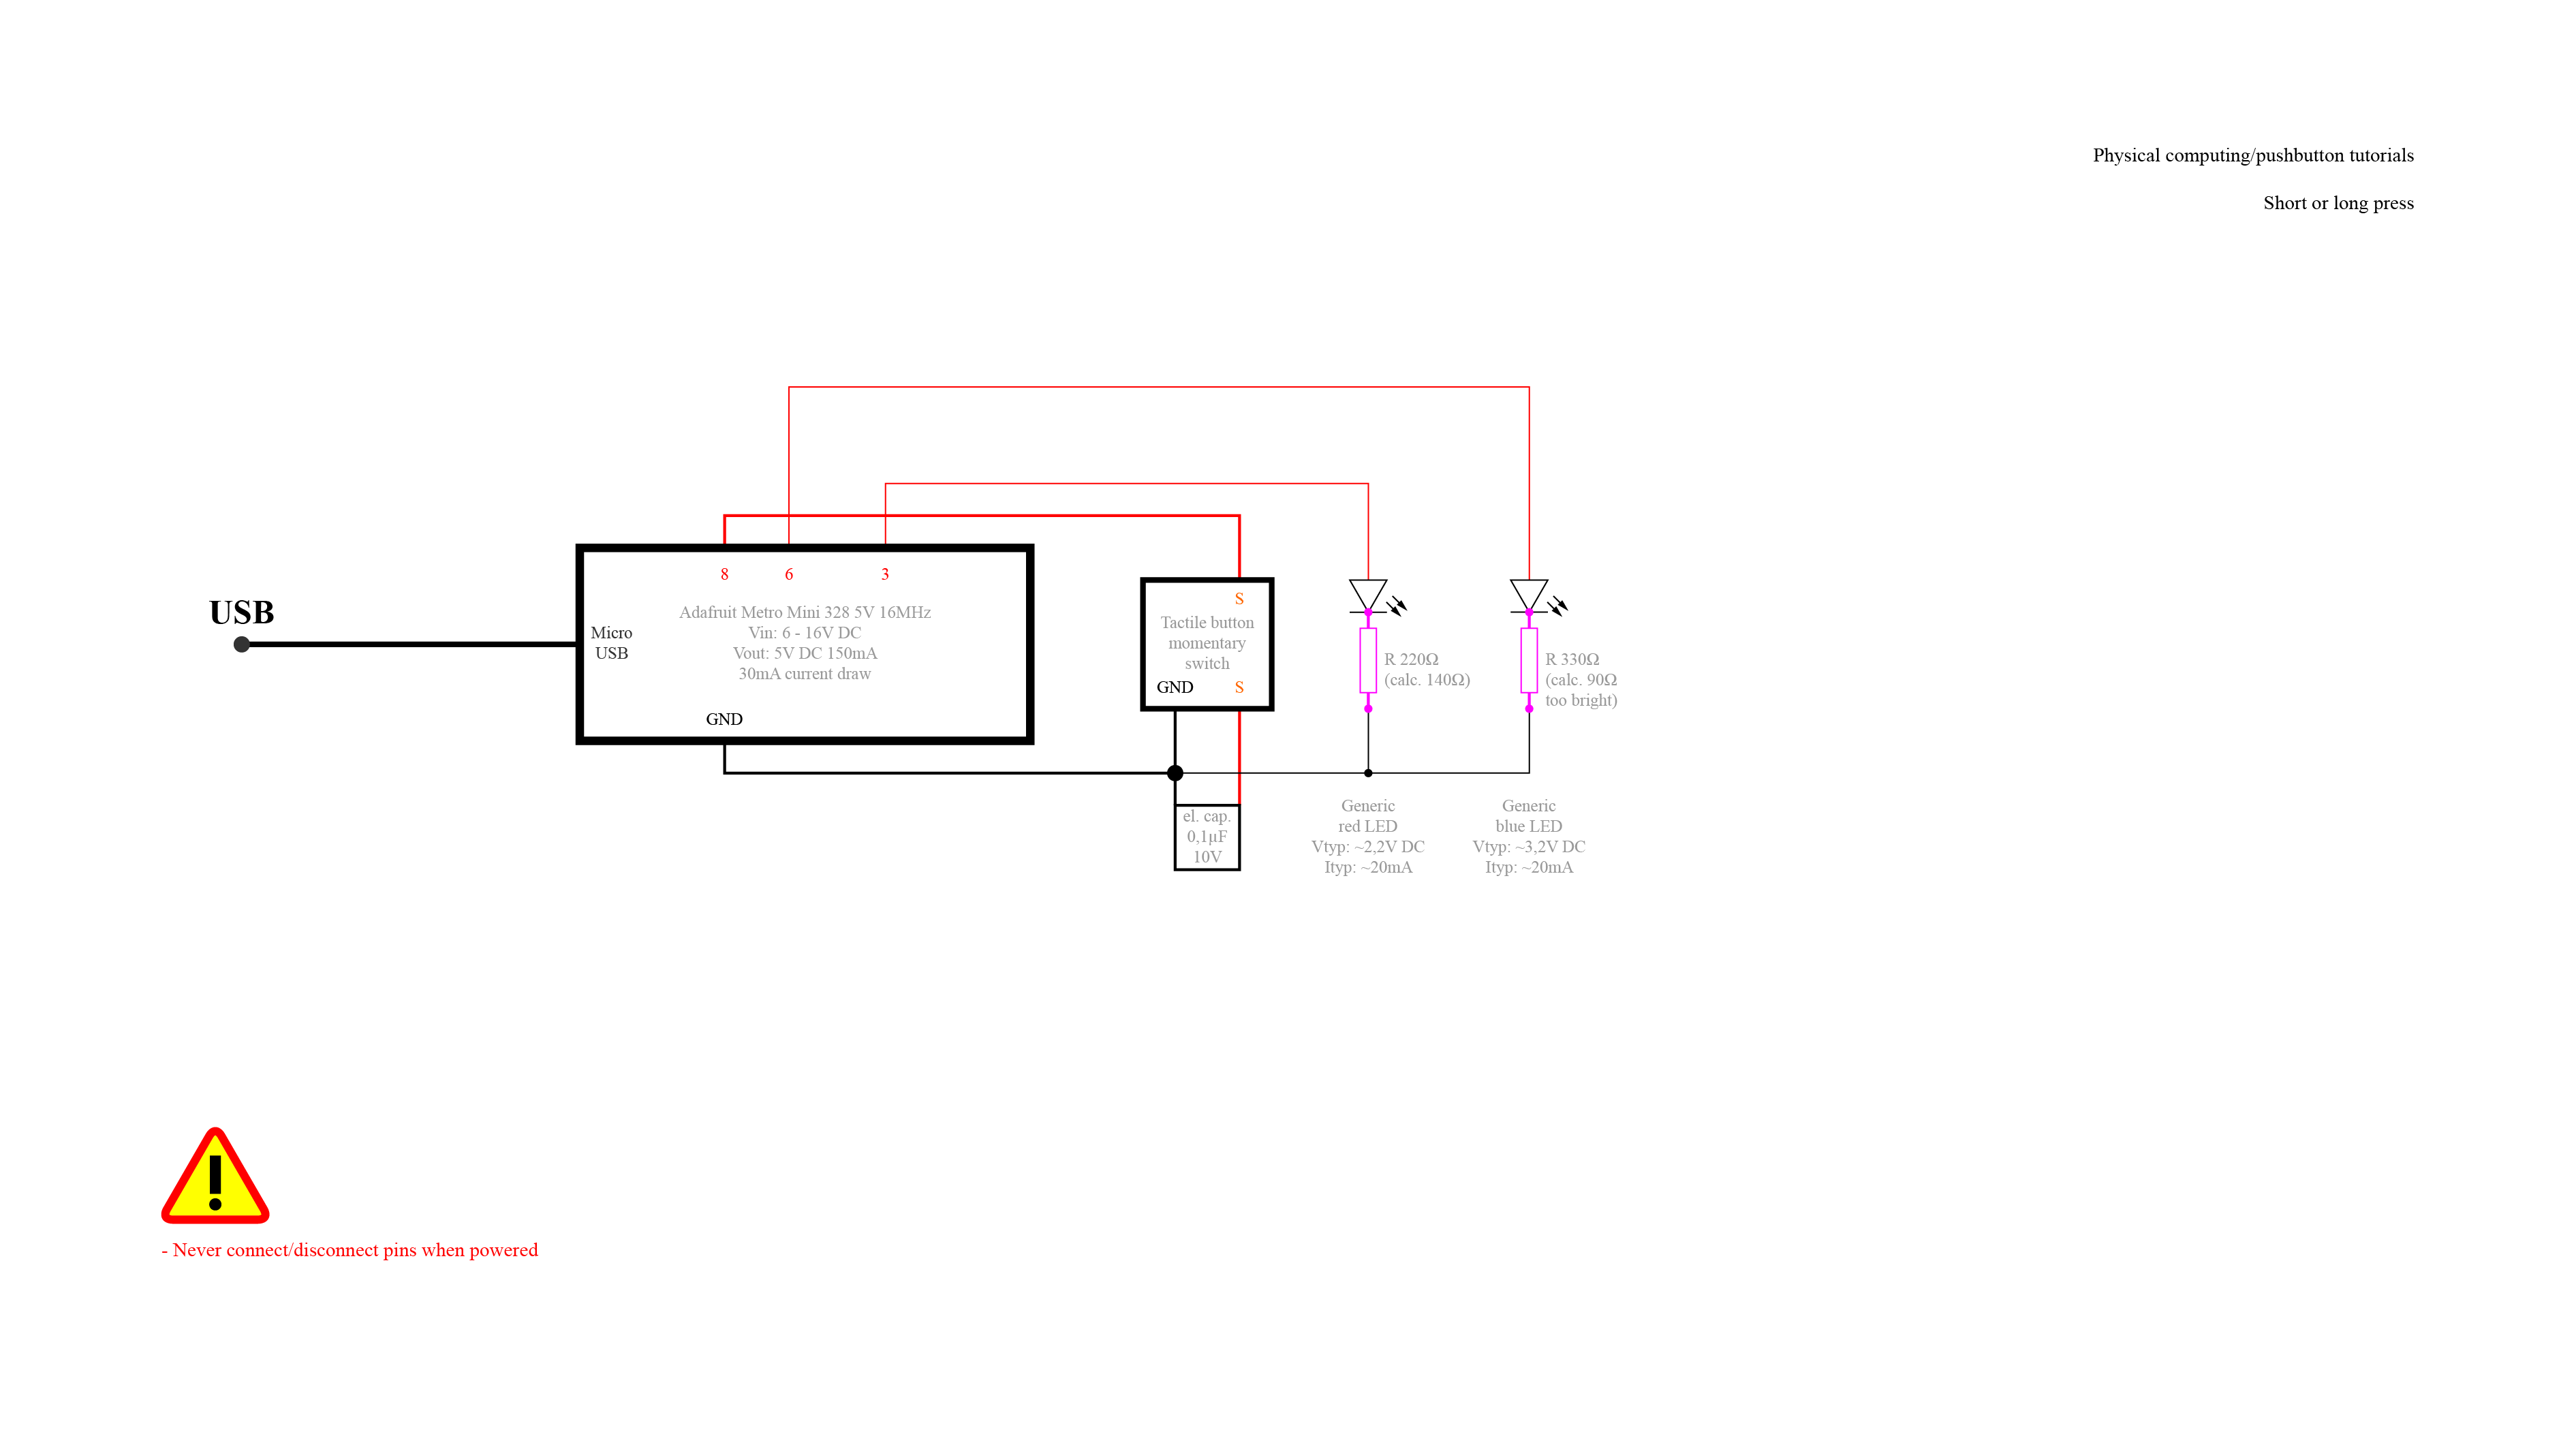 Physical computing/pushbutton tutorials
Short or long press
8 6 3
Adafruit Metro Mini 328 5V 16MHz
Vin: 6 - 16V DC
Vout: 5V DC 150mA
30mA current draw
USB
Micro
USB
GND
S
Tactile button
momentary
switch
GND S
R 220Ω
(calc. 140Ω)
R 330Ω
(calc. 90Ω
too bright)
el. cap.
0,1µF
10V
Generic
red LED
Vtyp: ~2,2V DC
Ityp: ~20mA
Generic
blue LED
Vtyp: ~3,2V DC
Ityp: ~20mA
- Never connect/disconnect pins when powered